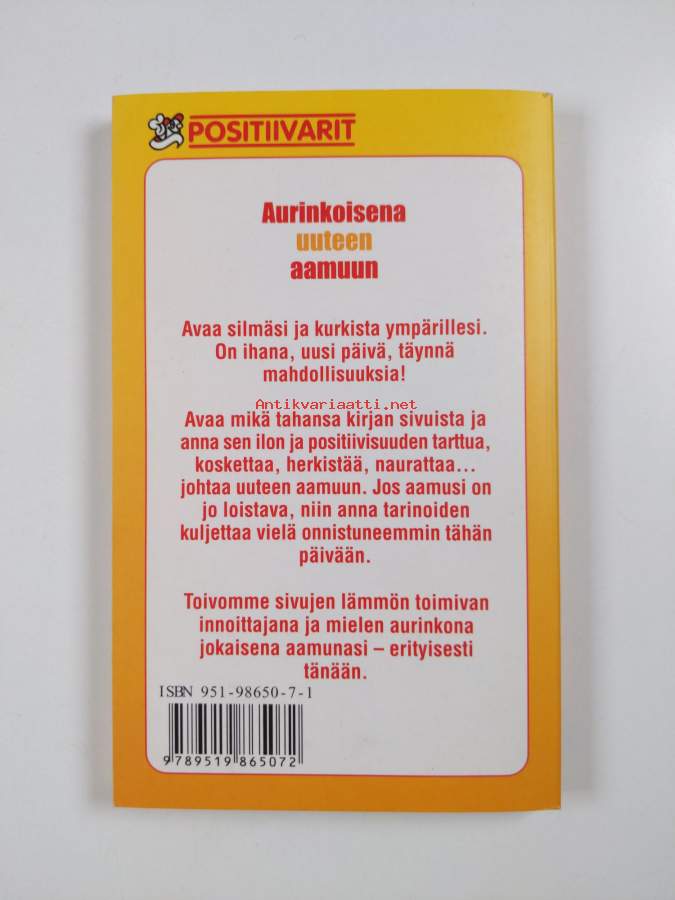 POSITIIVARIT
Aurinkoisena
uuteen
aamuun
Avaa silmäsi ja kurkista ympärillesi.
On ihana, uusi päivä, täynnä
mahdollisuuksia!
Antikvariaatti.net
Avaa mikä tahansa kirjan sivuista ja
anna sen ilon ja positiivisuuden tarttua,
koskettaa, herkistää, naurattaa...
johtaa uuteen aamuun. Jos aamusi on
jo loistava, niin anna tarinoiden
kuljettaa vielä onnistuneemmin tähän
päivään.
Toivomme sivujen lämmön toimivan
innoittajana ja mielen aurinkona
jokaisena aamunasi – erityisesti
tänään.
ISBN 951-98650-7-1
9 789519 865072